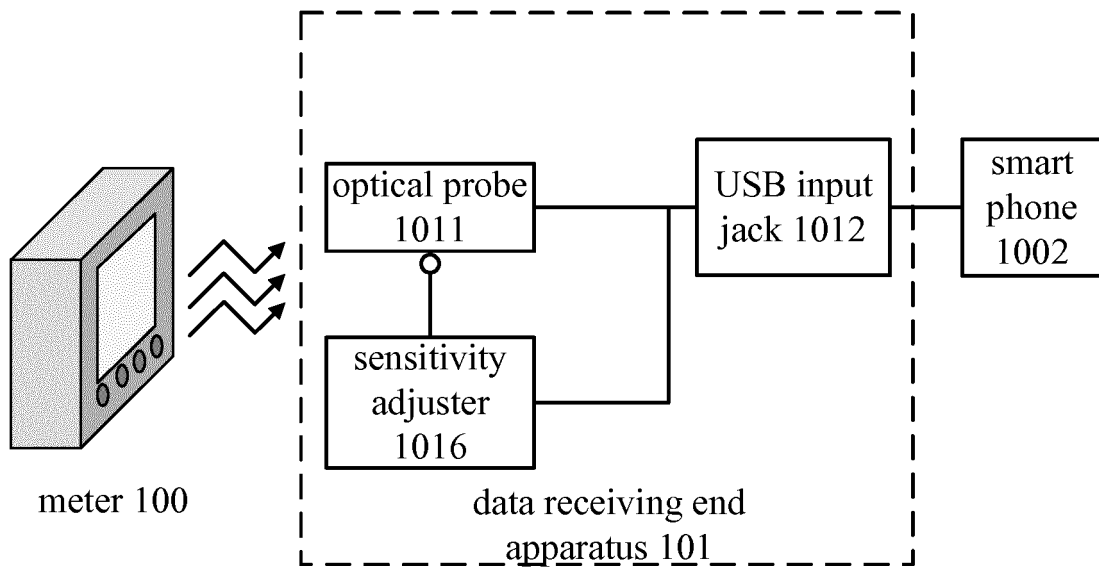 optical probe
1011
USB input
jack 1012
smart
phone
1002
sensitivity
adjuster
1016
meter 100
data receiving end
apparatus 101